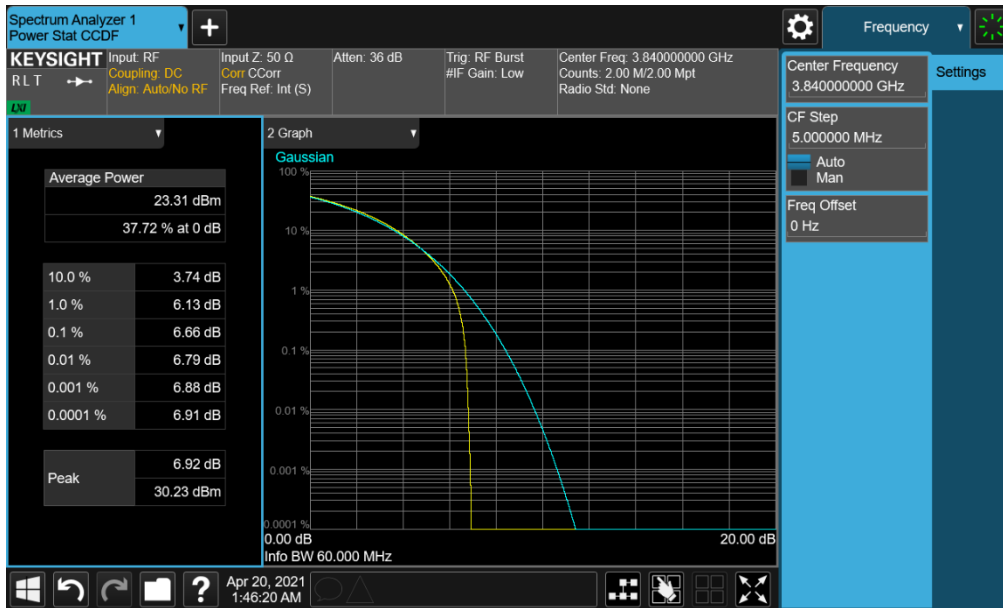 Spectrum Analyzer 1
Power Stat CCDF
+
Frequency
KEYSIGHT
R L T
LXI
Input: RF
Coupling: DC
Align: Auto/No RF
Input Z: 50 Ω
Corr CCorr
Freq Ref: Int (S)
Atten: 36 dB
Trig: RF Burst
#IF Gain: Low
Center Freq: 3.840000000 GHz
Counts: 2.00 M/2.00 Mpt
Radio Std: None
Center Frequency
3.840000000 GHz
Settings
CF Step
5.000000 MHz
Auto
Man
Freq Offset
0 Hz
1 Metrics
Average Power
23.31 dBm
37.72 % at 0 dB
10.0 % 3.74 dB
1.0 % 6.13 dB
0.1 % 6.66 dB
0.01 % 6.79 dB
0.001 % 6.88 dB
0.0001 % 6.91 dB
Peak
6.92 dB
30.23 dBm
2 Graph
Gaussian
100 %
10 %
1 %
0.1 %
0.01 %
0.001 %
0.0001 %
0.00 dB 20.00 dB
Info BW 60.000 MHz
?
Apr 20, 2021
1:46:20 AM